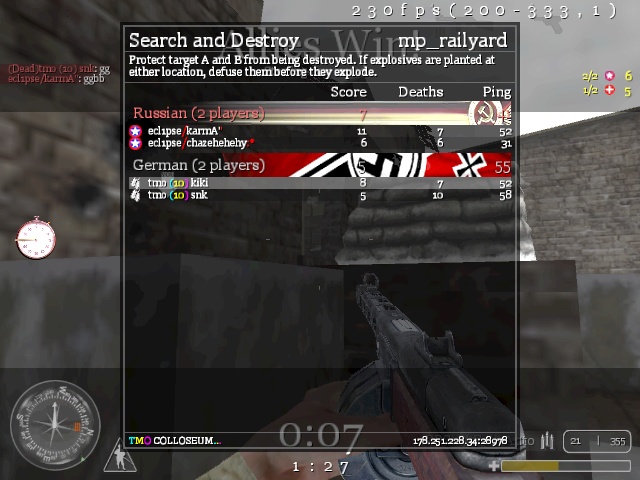 230fps(200-333,1)
Allies Win!
Search and Destroy mp_railyard
Protect target A and B from being destroyed. If explosives are planted at
either location, defuse them before they explode.
(Dead)tmo (10) snk: gg
eclipse/karmA*: ggbb
2/2 6
1/2 5
Score Deaths Ping
Russian (2 players) 7
eclipse/karmA* 11 7 52
eclipse/chazehehehy:* 6 6 31
German (2 players) 5 55
tmo (10) kiki 8 7 52
tmo (10) snk 5 10 58
TMO COLLOSEUM... 178.251.228.34:28978
0:07
1:27
21 | 355